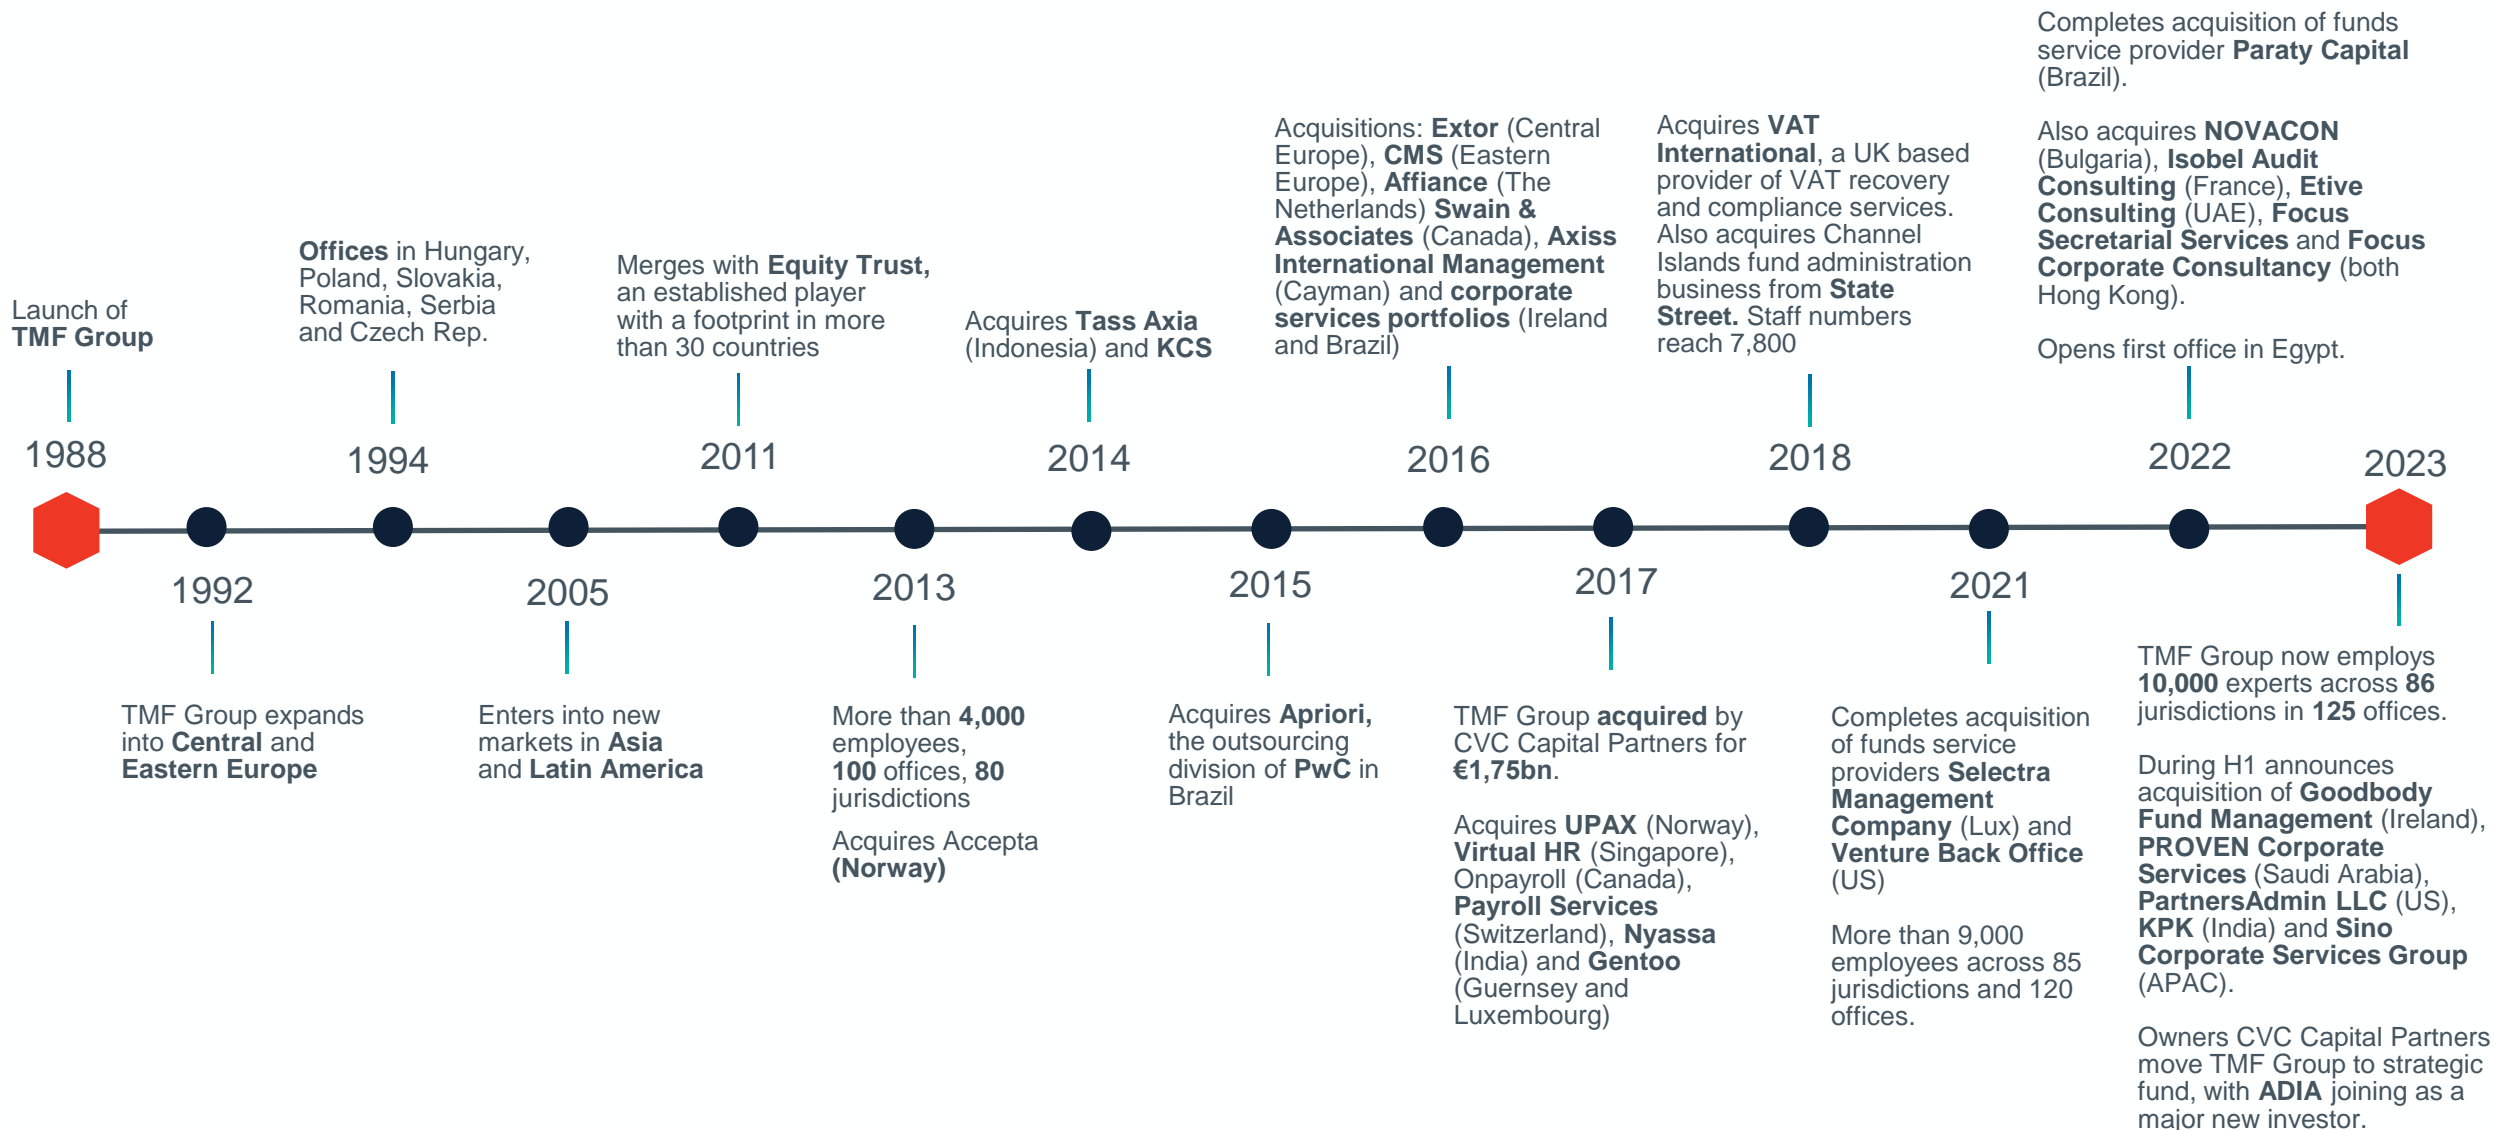 Launch of
TMF Group
1988
1992
TMF Group expands
into Central and
Eastern Europe
Offices in Hungary,
Poland, Slovakia,
Romania, Serbia
and Czech Rep.
1994
2005
Enters into new
markets in Asia
and Latin America
Merges with Equity Trust,
an established player
with a footprint in more
than 30 countries
2011
2013
More than 4,000
employees,
100 offices, 80
jurisdictions
Acquires Accepta
(Norway)
Acquires Tass Axia
(Indonesia) and KCS
2014
2015
Acquires Apriori,
the outsourcing
division of PwC in
Brazil
Acquisitions: Extor (Central
Europe), CMS (Eastern
Europe), Affiance (The
Netherlands) Swain &
Associates (Canada), Axiss
International Management
(Cayman) and corporate
services portfolios (Ireland
and Brazil)
2016
2017
TMF Group acquired by
CVC Capital Partners for
€1,75bn.
Acquires UPAX (Norway),
Virtual HR (Singapore),
Onpayroll (Canada),
Payroll Services
(Switzerland), Nyassa
(India) and Gentoo
(Guernsey and
Luxembourg)
Acquires VAT
International, a UK based
provider of VAT recovery
and compliance services.
Also acquires Channel
Islands fund administration
business from State
Street. Staff numbers
reach 7,800
2018
2021
Completes acquisition
of funds service
providers Selectra
Management
Company (Lux) and
Venture Back Office
(US)
More than 9,000
employees across 85
jurisdictions and 120
offices.
Completes acquisition of funds
service provider Paraty Capital
(Brazil).
Also acquires NOVACON
(Bulgaria), Isobel Audit
Consulting (France), Etive
Consulting (UAE), Focus
Secretarial Services and Focus
Corporate Consultancy (both
Hong Kong).
Opens first office in Egypt.
2022
2023
TMF Group now employs
10,000 experts across 86
jurisdictions in 125 offices.
During H1 announces
acquisition of Goodbody
Fund Management (Ireland),
PROVEN Corporate
Services (Saudi Arabia),
PartnersAdmin LLC (US),
KPK (India) and Sino
Corporate Services Group
(APAC).
Owners CVC Capital Partners
move TMF Group to strategic
fund, with ADIA joining as a
major new investor.